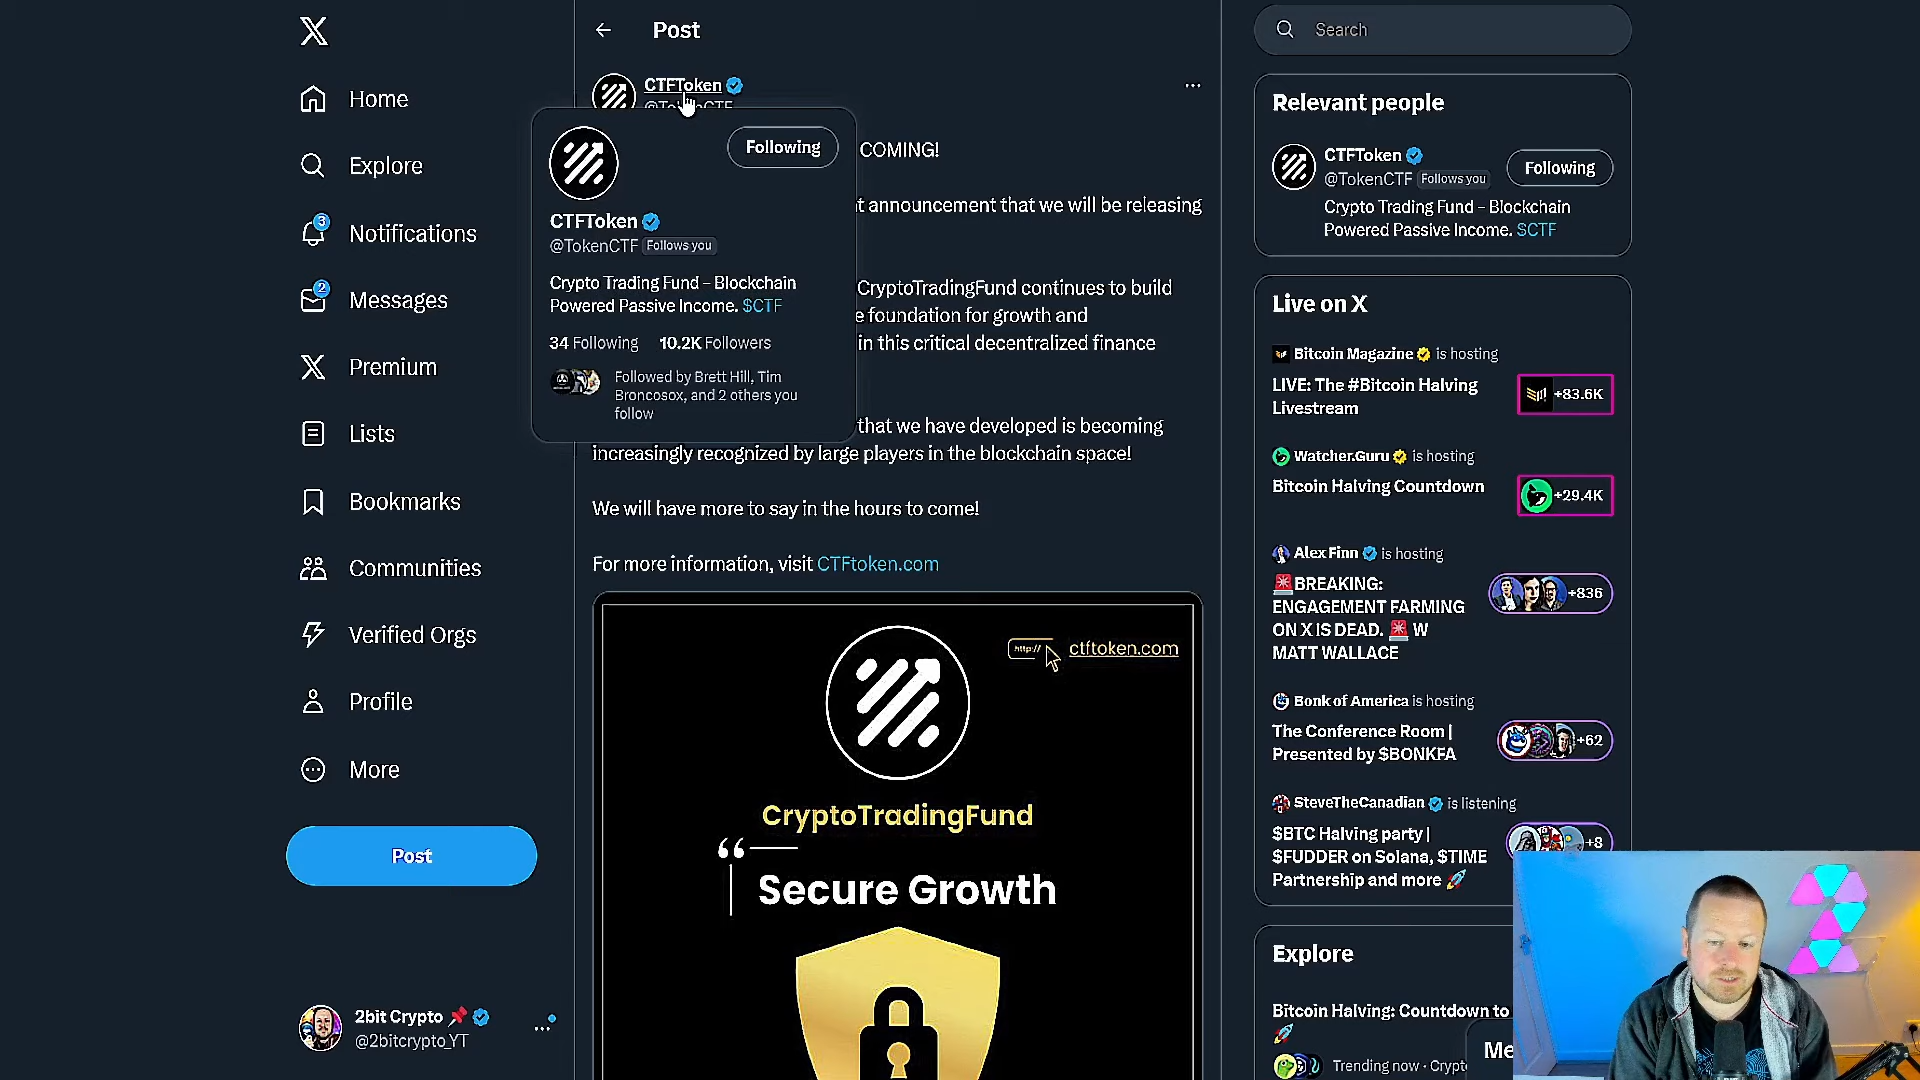 Home
Explore
3
Notifications
2
Messages
Premium
Lists
Bookmarks
Communities
Verified Orgs
Profile
More
Post
2bit Crypto
@2bitcrypto_YT
Post
CTFToken
@TokenCTF
Following
CTFToken
@TokenCTF Follows you
Crypto Trading Fund – Blockchain
Powered Passive Income. $CTF
34 Following 10.2K Followers
Followed by Brett Hill, Tim
Broncosox, and 2 others you
follow
COMING!
t announcement that we will be releasing
CryptoTradingFund continues to build
e foundation for growth and
in this critical decentralized finance
that we have developed is becoming
increasingly recognized by large players in the blockchain space!
We will have more to say in the hours to come!
For more information, visit CTFtoken.com
http://
ctftoken.com
CryptoTradingFund
Secure Growth
Search
Relevant people
CTFToken
@TokenCTF Follows you
Following
Crypto Trading Fund – Blockchain
Powered Passive Income. $CTF
Live on X
Bitcoin Magazine is hosting
LIVE: The #Bitcoin Halving
Livestream
+83.6K
Watcher.Guru is hosting
Bitcoin Halving Countdown
+29.4K
Alex Finn is hosting
BREAKING:
ENGAGEMENT FARMING
ON X IS DEAD. W
MATT WALLACE
+836
Bonk of America is hosting
The Conference Room |
Presented by $BONKFA
+62
SteveTheCanadian is listening
$BTC Halving party |
$FUDDER on Solana, $TIME
Partnership and more
+8
Explore
Bitcoin Halving: Countdown to
Trending now · Crypt
Me